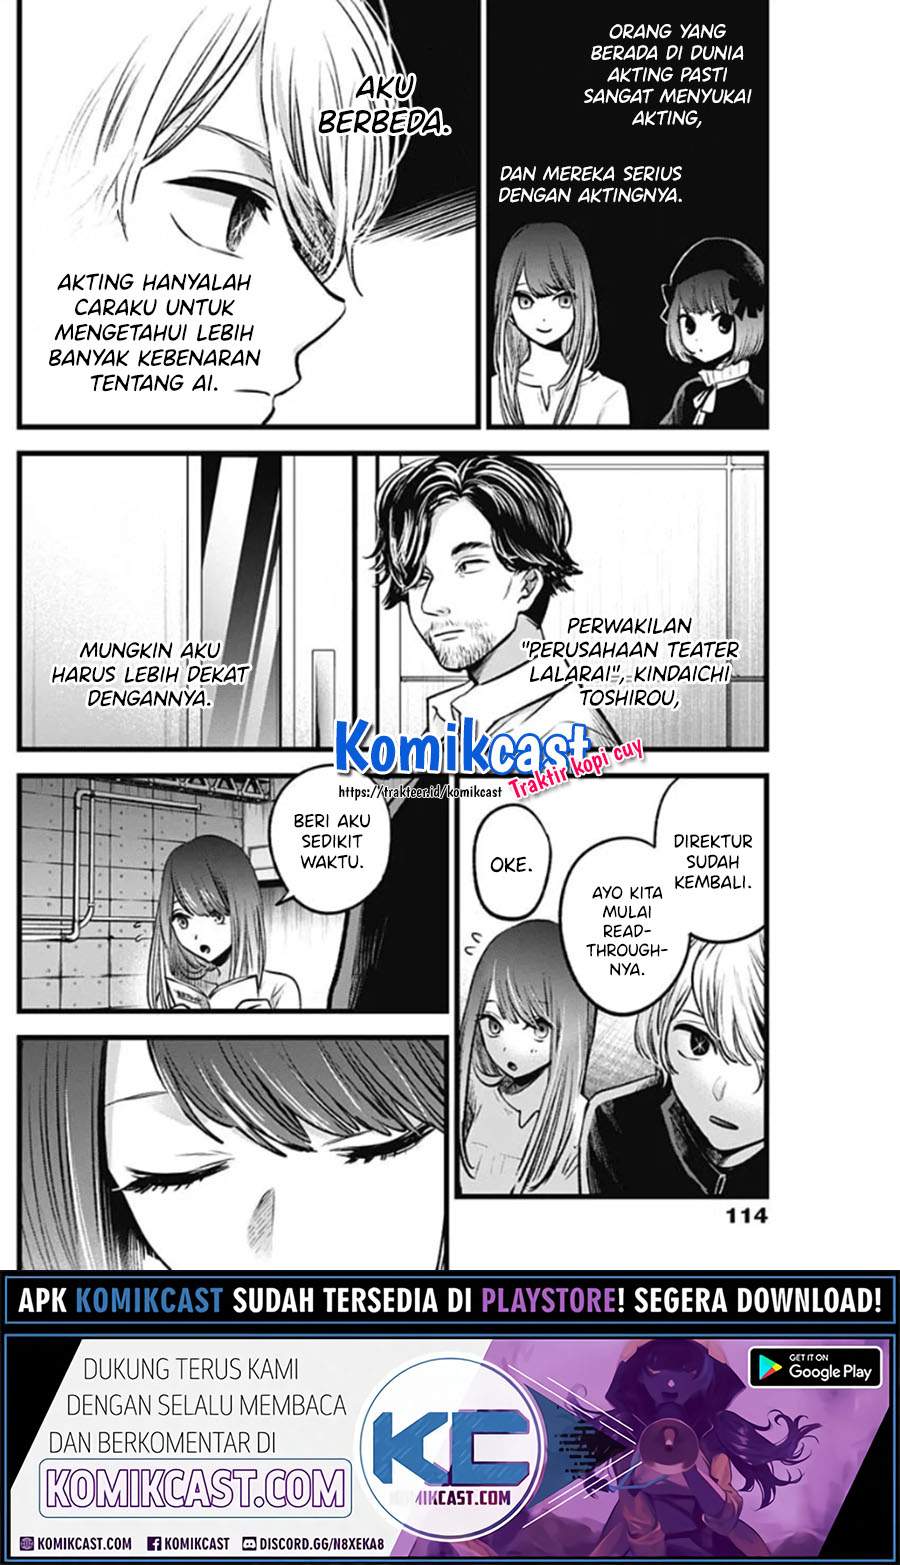 ORANG YANG
BERADA DI DUNIA
AKTING PASTI
SANGAT MENYUKAI
AKTING,
DAN MEREKA SERIUS
DENGAN AKTINGNYA.
AKU
BERBEDA.
AKTING HANYALAH
CARAKU UNTUK
MENGETAHUI LEBIH
BANYAK KEBENARAN
TENTANG AI.
PERWAKILAN
"PERUSAHAAN TEATER
LALARAI", KINDAICHI
TOSHIROU,
MUNGKIN AKU
HARUS LEBIH DEKAT
DENGANNYA.
Komikcast
Traktir kopi cuy
https://trakteer.id/komikcast
DIREKTUR
SUDAH
KEMBALI.
AYO KITA
MULAI
READ-
THROUGH-
NYA.
OKE.
BERI AKU
SEDIKIT
WAKTU.
114
APK KOMIKCAST SUDAH TERSEDIA DI PLAYSTORE! SEGERA DOWNLOAD!
DUKUNG TERUS KAMI
DENGAN SELALU MEMBACA
DAN BERKOMENTAR DI
KOMIKCAST.COM
KOMIKCAST.COM KOMIKCAST DISCORD.GG/N8XEKA8
KC
KOMIKCAST.COM
GET IT ON
Google Play